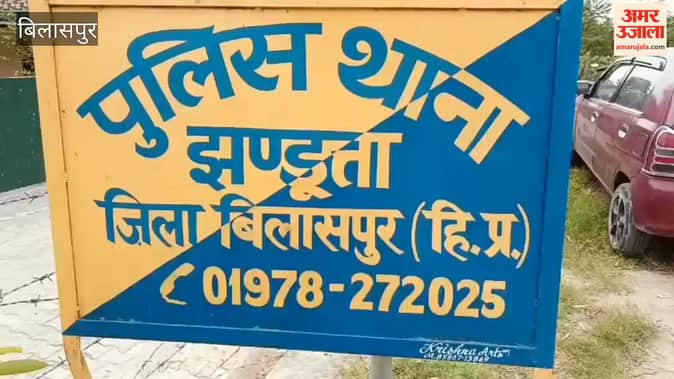 बिलासपुर
अमर उजाला
amarujala.com
पुलिस थाना
झण्डूता
जिला बिलासपुर (हि.प्र.)
01978-272025
Krishna Arts